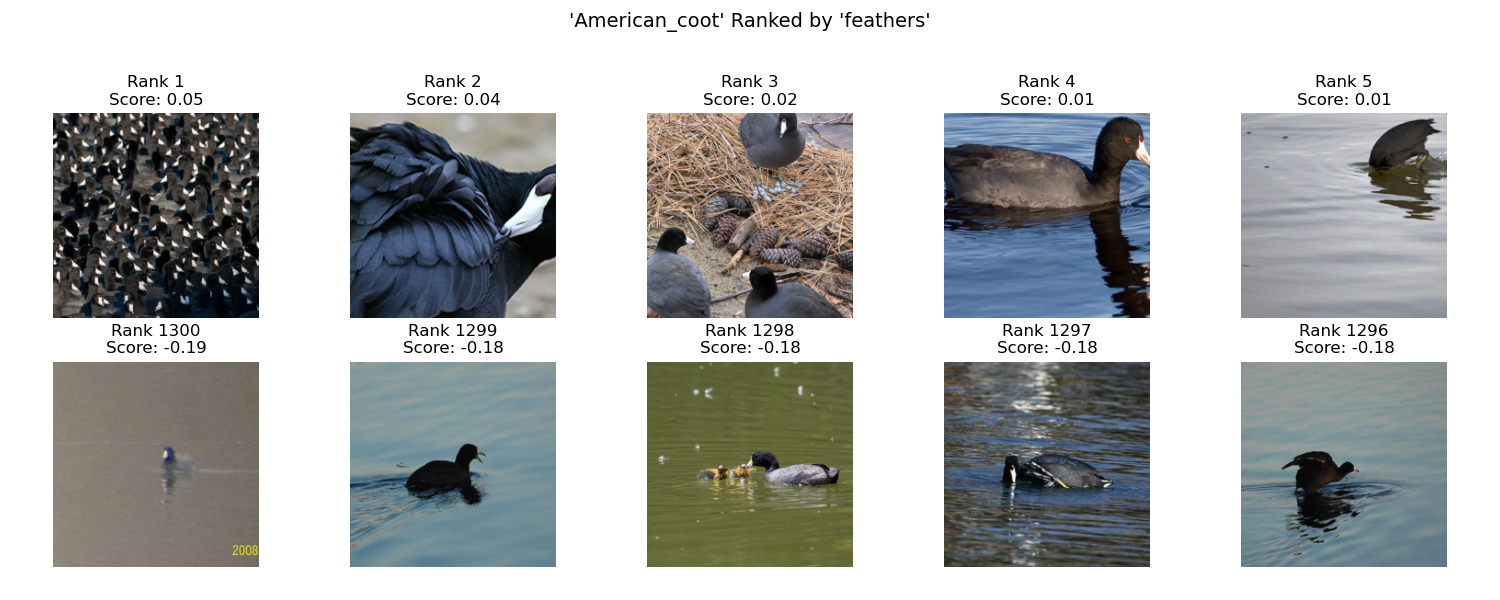 'American_coot' Ranked by 'feathers'
Rank 1
Score: 0.05
Rank 2
Score: 0.04
Rank 3
Score: 0.02
Rank 4
Score: 0.01
Rank 5
Score: 0.01
Rank 1300
Score: -0.19
Rank 1299
Score: -0.18
Rank 1298
Score: -0.18
Rank 1297
Score: -0.18
Rank 1296
Score: -0.18
2008